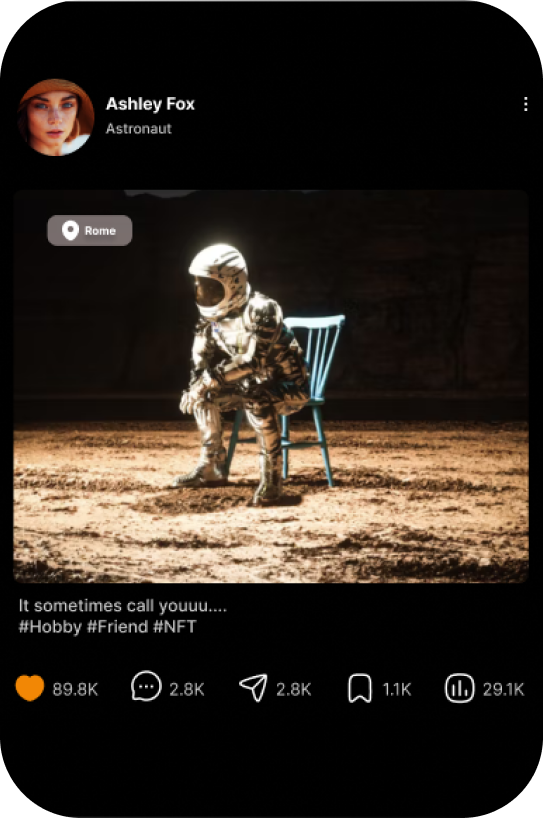 Ashley Fox
Astronaut
Rome
It sometimes call youuu....
#Hobby #Friend #NFT
89.8K 2.8K 2.8K 1.1K 29.1K